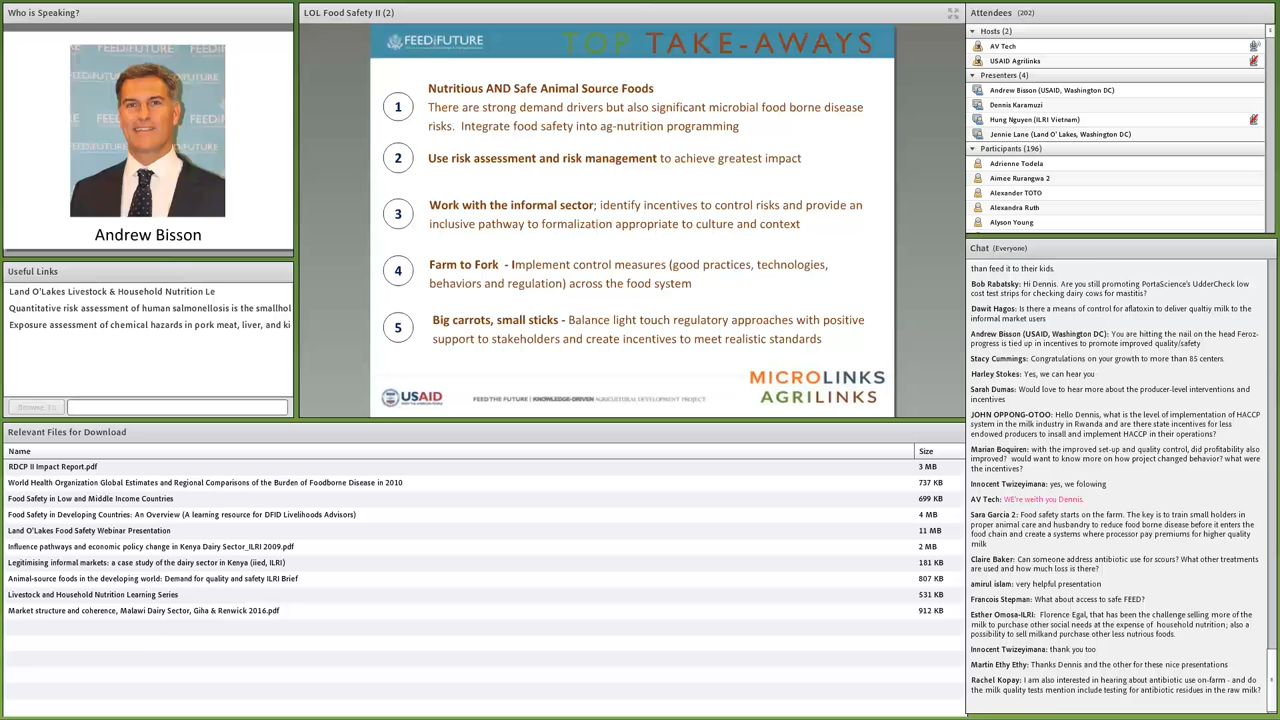 Who is Speaking?
FEED FUTURE
Andrew Bisson
Useful Links
Land O'Lakes Livestock & Household Nutrition Le
Quantitative risk assessment of human salmonellosis is the smallhol
Exposure assessment of chemical hazards in pork meat, liver, and ki
Browse To
LOL Food Safety II (2)
FEED FUTURE
TOP TAKE-AWAYS
1
Nutritious AND Safe Animal Source Foods
There are strong demand drivers but also significant microbial food borne disease
risks. Integrate food safety into ag-nutrition programming
2
Use risk assessment and risk management to achieve greatest impact
3
Work with the informal sector; identify incentives to control risks and provide an
inclusive pathway to formalization appropriate to culture and context
4
Farm to Fork - Implement control measures (good practices, technologies,
behaviors and regulation) across the food system
5
Big carrots, small sticks - Balance light touch regulatory approaches with positive
support to stakeholders and create incentives to meet realistic standards
USAID
FROM THE AMERICAN PEOPLE
FEED THE FUTURE | KNOWLEDGE-DRIVEN AGRICULTURAL DEVELOPMENT PROJECT
MICROLINKS
AGRILINKS
Relevant Files for Download
Name Size
RDCP II Impact Report.pdf 3 MB
World Health Organization Global Estimates and Regional Comparisons of the Burden of Foodborne Disease in 2010 737 KB
Food Safety in Low and Middle Income Countries 699 KB
Food Safety in Developing Countries: An Overview (A learning resource for DFID Livelihoods Advisors) 4 MB
Land O'Lakes Food Safety Webinar Presentation 11 MB
Influence pathways and economic policy change in Kenya Dairy Sector_ILRI 2009.pdf 2 MB
Legitimising informal markets: a case study of the dairy sector in Kenya (iied, ILRI) 181 KB
Animal-source foods in the developing world: Demand for quality and safety ILRI Brief 807 KB
Livestock and Household Nutrition Learning Series 531 KB
Market structure and coherence, Malawi Dairy Sector, Giha & Renwick 2016.pdf 912 KB
Attendees (202)
Hosts (2)
AV Tech
USAID Agrilinks
Presenters (4)
Andrew Bisson (USAID, Washington DC)
Dennis Karamuzi
Hung Nguyen (ILRI Vietnam)
Jennie Lane (Land O' Lakes, Washington DC)
Participants (196)
Adrienne Todela
Aimee Rurangwa 2
Alexander TOTO
Alexandra Ruth
Alyson Young
Chat (Everyone)
than feed it to their kids.
Bob Rabatsky: Hi Dennis. Are you still promoting PortaScience's UdderCheck low
cost test strips for checking dairy cows for mastitis?
Dawit Hagos: Is there a means of control for aflatoxin to deliver qualtiy milk to the
informal market users
Andrew Bisson (USAID, Washington DC): You are hitting the nail on the head Feroz-
progress is tied up in incentives to promote improved quality/safety
Stacy Cummings: Congratulations on your growth to more than 85 centers.
Harley Stokes: Yes, we can hear you
Sarah Dumas: Would love to hear more about the producer-level interventions and
incentives
JOHN OPPONG-OTOO: Hello Dennis, what is the level of implementation of HACCP
system in the milk industry in Rwanda and are there state incentives for less
endowed producers to insall and implement HACCP in their operations?
Marian Boquiren: with the improved set-up and quality control, did profitability also
improved? would want to know more on how project changed behavior? what were
the incentives?
Innocent Twizeyimana: yes, we folowing
AV Tech: WE're weith you Dennis.
Sara Garcia 2: Food safety starts on the farm. The key is to train small holders in
proper animal care and husbandry to reduce food borne disease before it enters the
food chain and create a systems where processor pay premiums for higher quality
milk
Claire Baker: Can someone address antibiotic use for scours? What other treatments
are used and how much loss is there?
amirul islam: very helpful presentation
Francois Stepman: What about access to safe FEED?
Esther Omosa-ILRI: Florence Egal, that has been the challenge selling more of the
milk to purchase other social needs at the expense of household nutrition; also a
possibility to sell milkand purchase other less nutrious foods.
Innocent Twizeyimana: thank you too
Martin Ethy Ethy: Thanks Dennis and the other for these nice presentations
Rachel Kopay: I am also interested in hearing about antibiotic use on-farm - and do
the milk quality tests mention include testing for antibiotic residues in the raw milk?